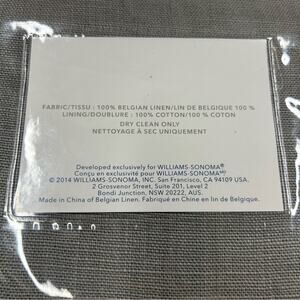 FABRIC/TISSU : 100% BELGIAN LINEN/LIN DE BELGIQUE 100 %
LINING/DOUBLURE : 100% COTTON/100 % COTON
DRY CLEAN ONLY
NETTOYAGE À SEC UNIQUEMENT
Developed exclusively for WILLIAMS-SONOMA®
Conçu en exclusivité pour WILLIAMS-SONOMA MD
© 2014 WILLIAMS-SONOMA, INC. San Francisco, CA 94109 USA.
2 Grosvenor Street, Suite 201, Level 2
Bondi Junction, NSW 20222, AUS.
Made in China of Belgian Linen. Fabriqué en Chine en lin de Belgique.